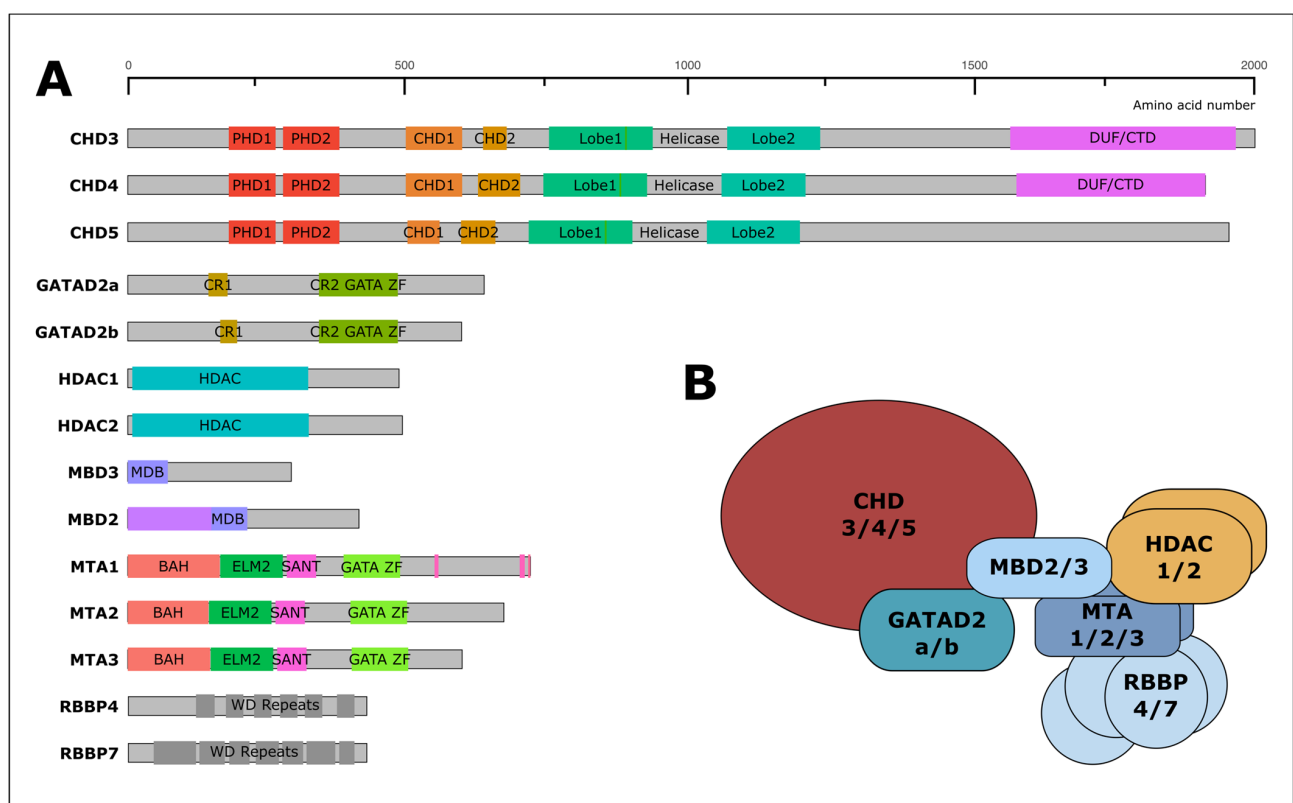 A
0 500 1000 1500 2000
Amino acid number
CHD3 PHD1 PHD2 CHD1 CHD2 Lobe1 Helicase Lobe2 DUF/CTD
CHD4 PHD1 PHD2 CHD1 CHD2 Lobe1 Helicase Lobe2 DUF/CTD
CHD5 PHD1 PHD2 CHD1 CHD2 Lobe1 Helicase Lobe2
GATAD2a CR1 CR2 GATA ZF
GATAD2b CR1 CR2 GATA ZF
HDAC1 HDAC
HDAC2 HDAC
MBD3 MDB
MBD2 MDB
MTA1 BAH ELM2 SANT GATA ZF
MTA2 BAH ELM2 SANT GATA ZF
MTA3 BAH ELM2 SANT GATA ZF
RBBP4 WD Repeats
RBBP7 WD Repeats
B
CHD
3/4/5
MBD2/3
HDAC
1/2
GATAD2
a/b
MTA
1/2/3
RBBP
4/7